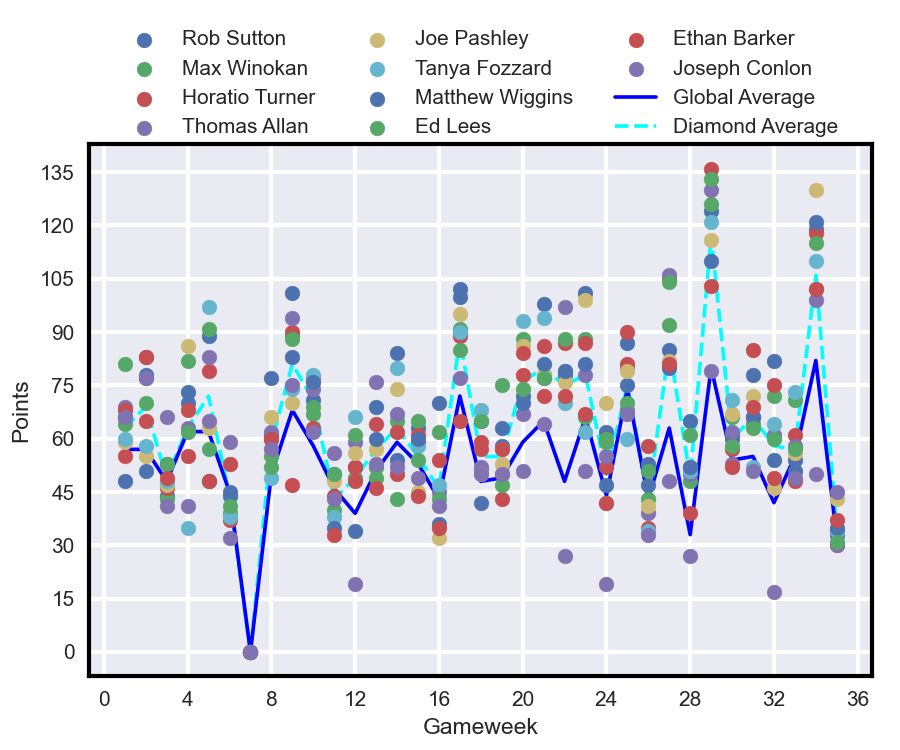 Rob Sutton
Max Winokan
Horatio Turner
Thomas Allan
Joe Pashley
Tanya Fozzard
Matthew Wiggins
Ed Lees
Ethan Barker
Joseph Conlon
Global Average
Diamond Average
135
120
105
90
75
60
45
30
15
0
Points
0 4 8 12 16 20 24 28 32 36
Gameweek